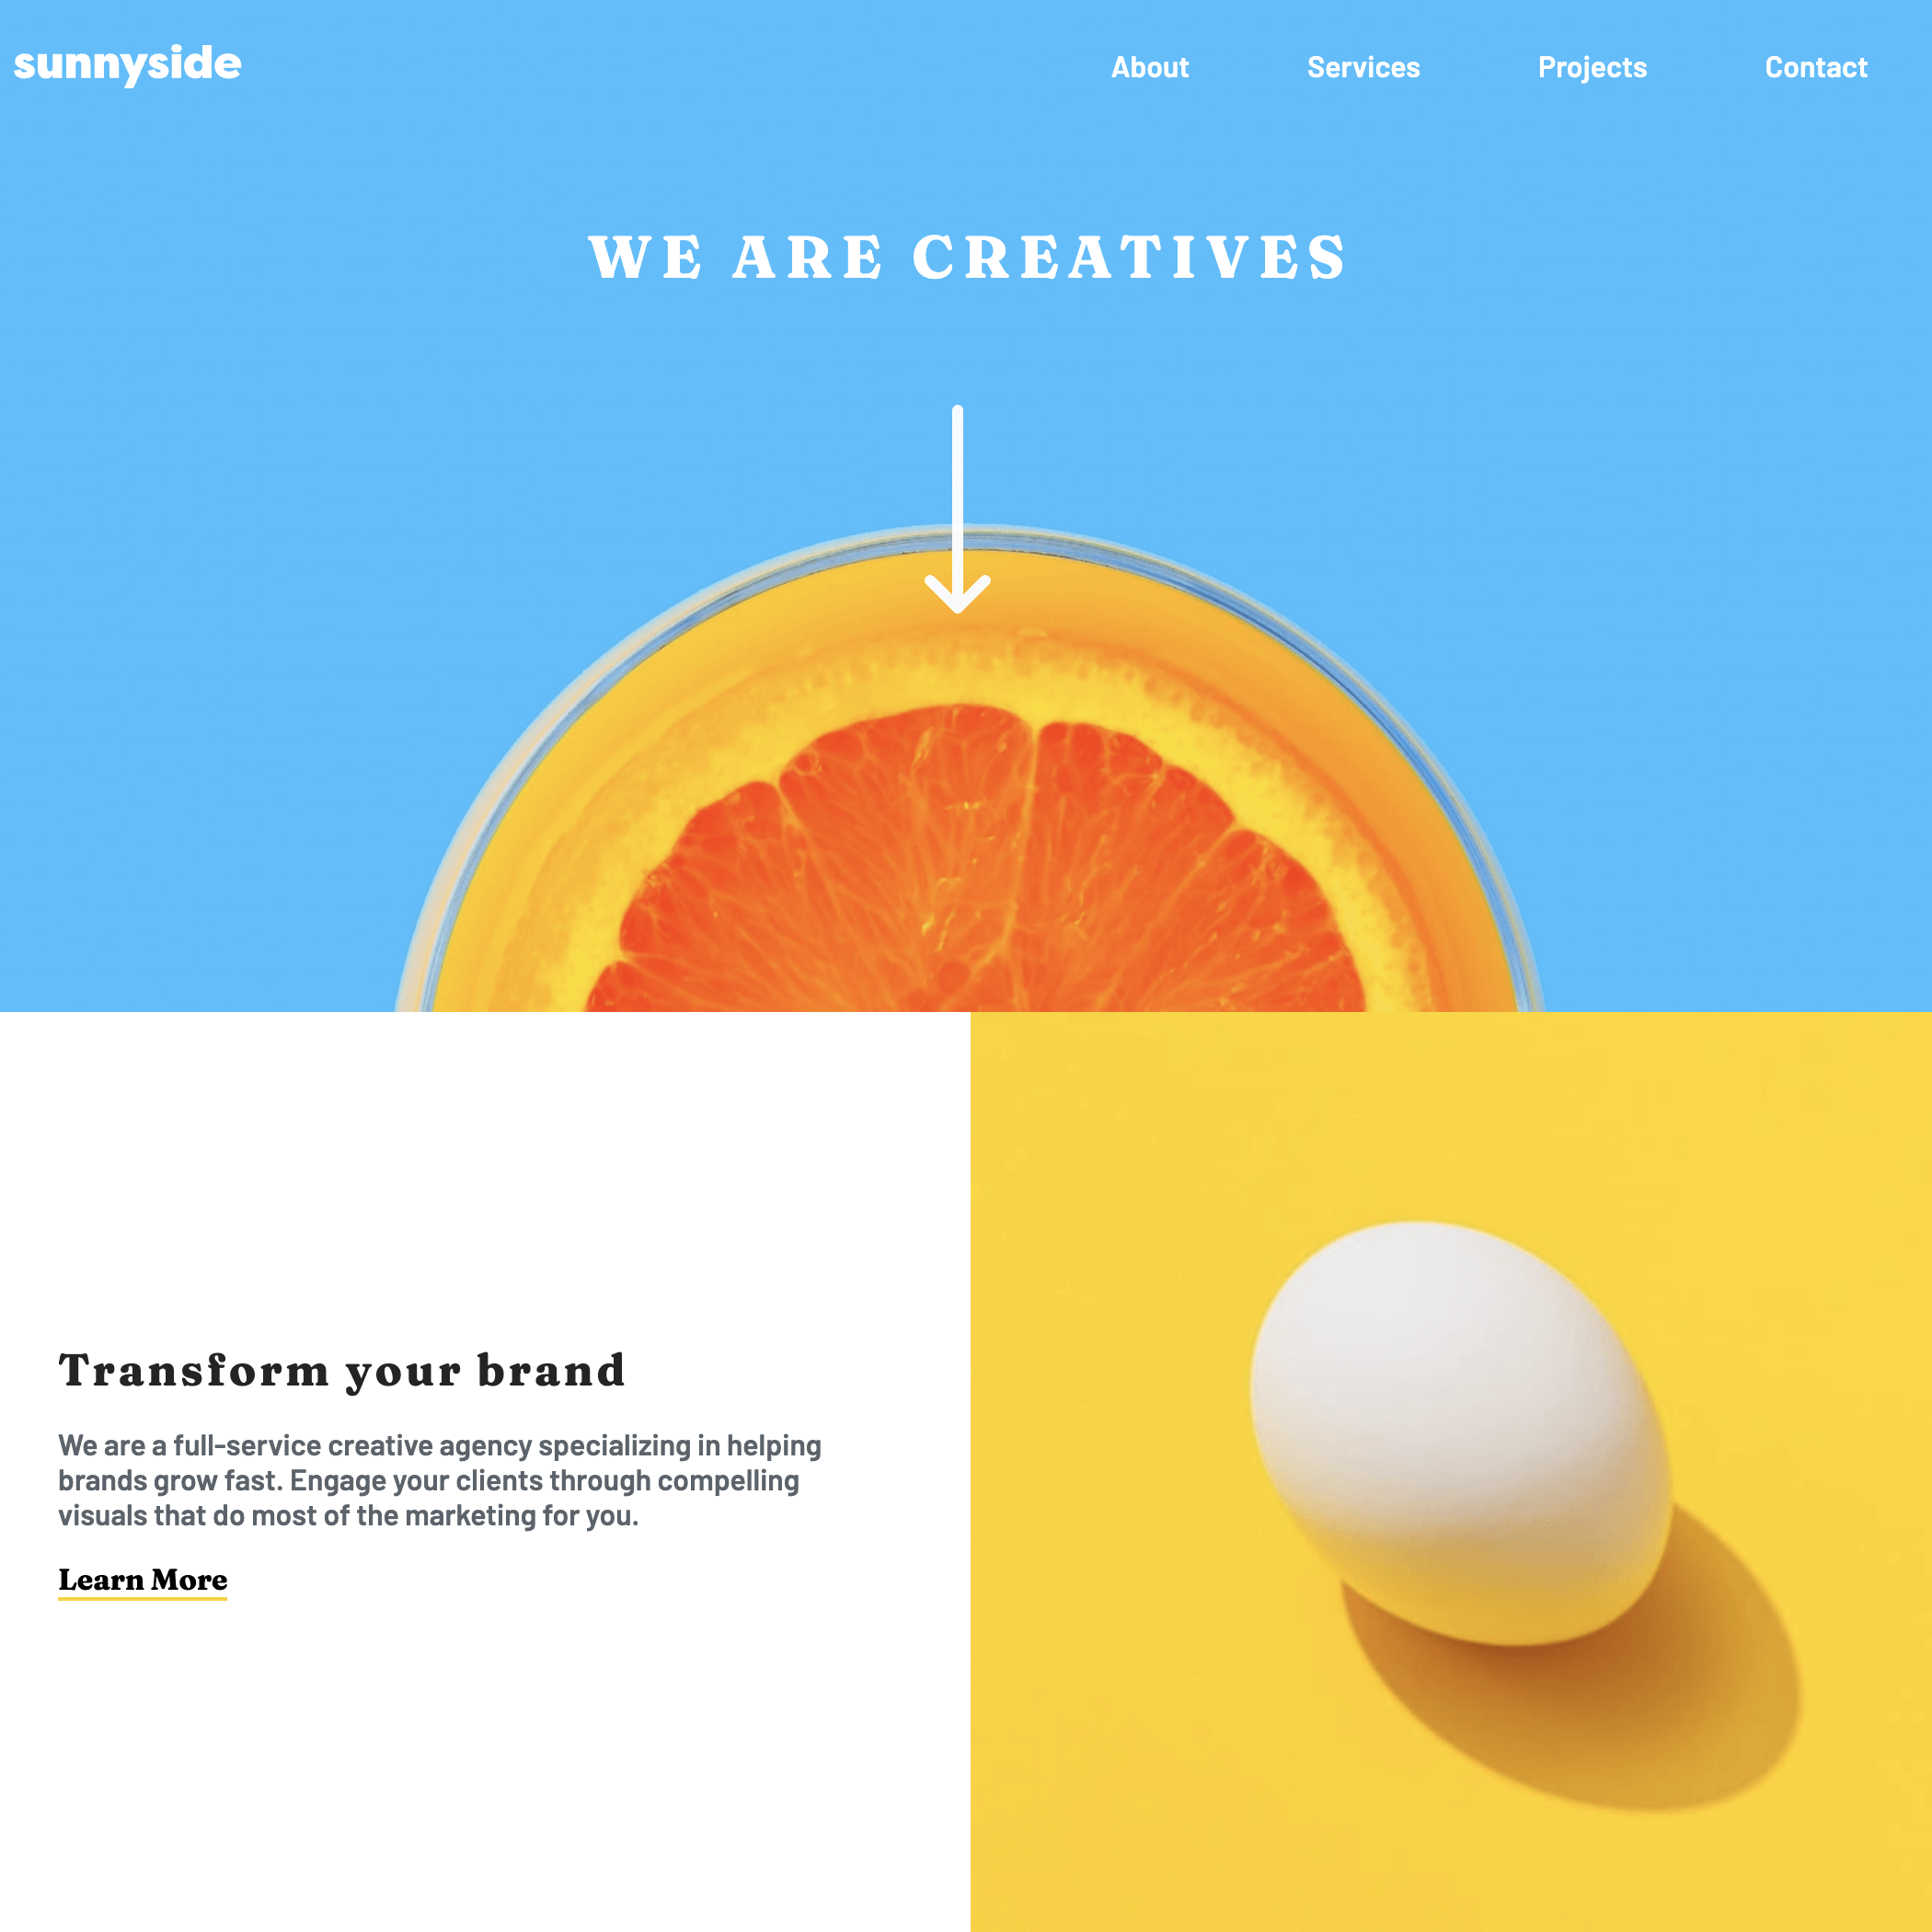 sunnyside
About Services Projects Contact
WE ARE CREATIVES
Transform your brand
We are a full-service creative agency specializing in helping
brands grow fast. Engage your clients through compelling
visuals that do most of the marketing for you.
Learn More